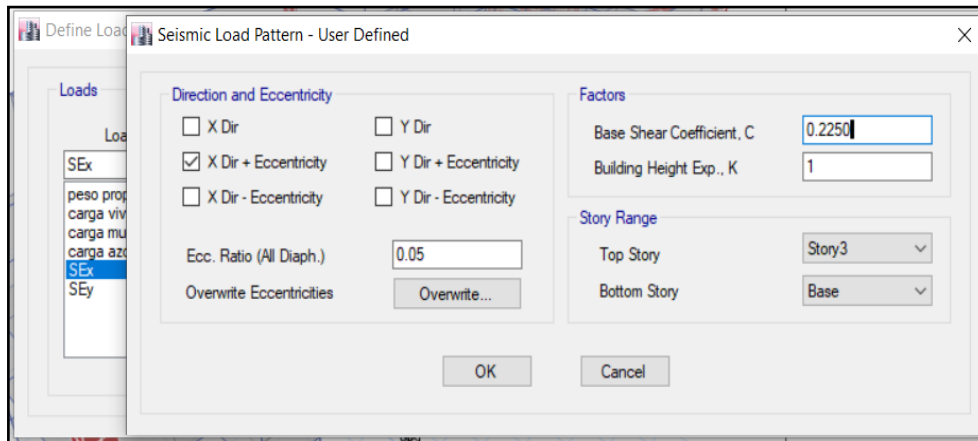 Define Load
Seismic Load Pattern - User Defined
Loads
Loa
SEx
peso prop
carga viv
carga mu
carga azo
SEx
SEy
Direction and Eccentricity
X Dir
Y Dir
X Dir + Eccentricity
Y Dir + Eccentricity
X Dir - Eccentricity
Y Dir - Eccentricity
Ecc. Ratio (All Diaph.)
0.05
Overwrite Eccentricities
Overwrite...
Factors
Base Shear Coefficient, C
0.2250
Building Height Exp., K
1
Story Range
Top Story
Story3
Bottom Story
Base
OK
Cancel